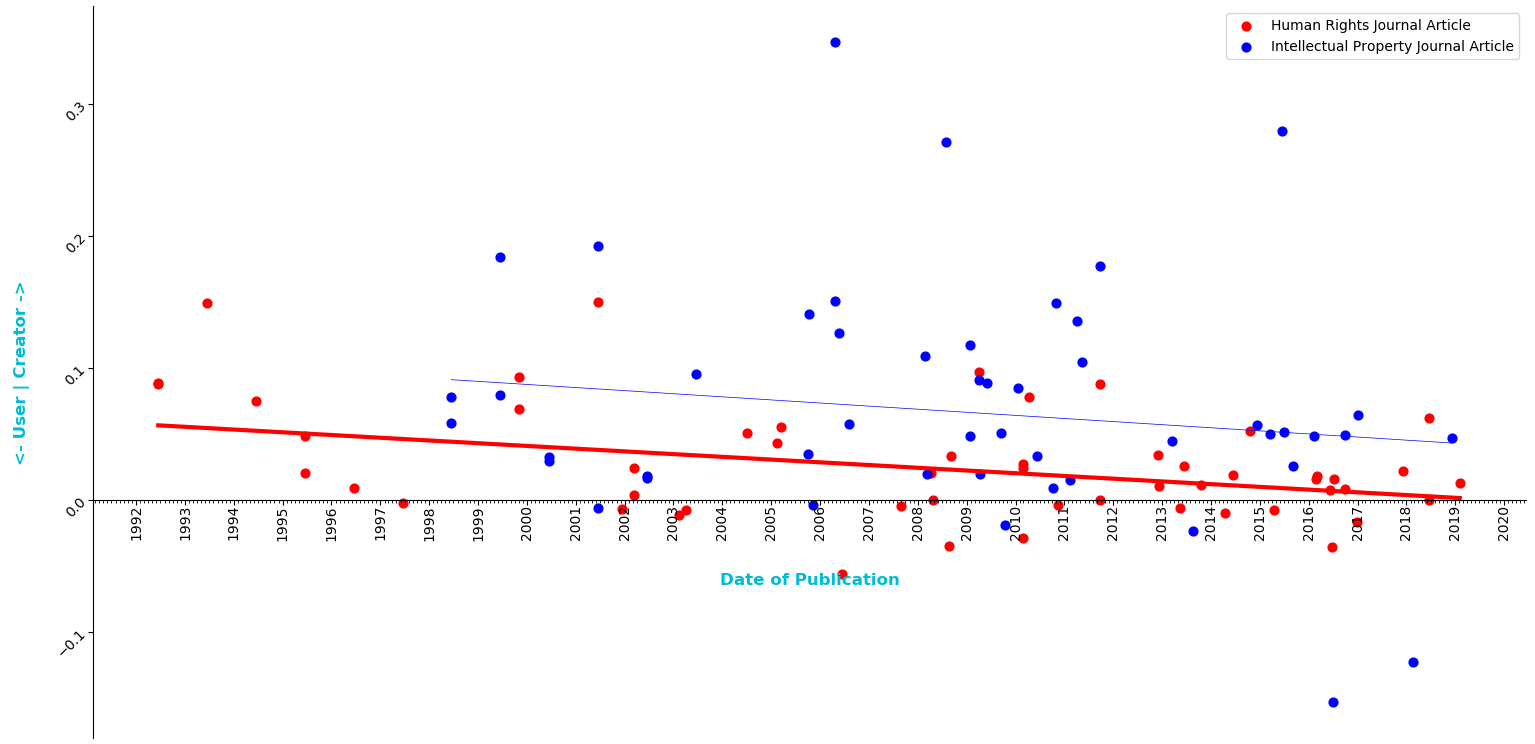 Human Rights Journal Article
Intellectual Property Journal Article
0.3
0.2
0.1
0.0
−0.1
<- User | Creator ->
1992 1993 1994 1995 1996 1997 1998 1999 2000 2001 2002 2003 2004 2005 2006 2007 2008 2009 2010 2011 2012 2013 2014 2015 2016 2017 2018 2019 2020
Date of Publication